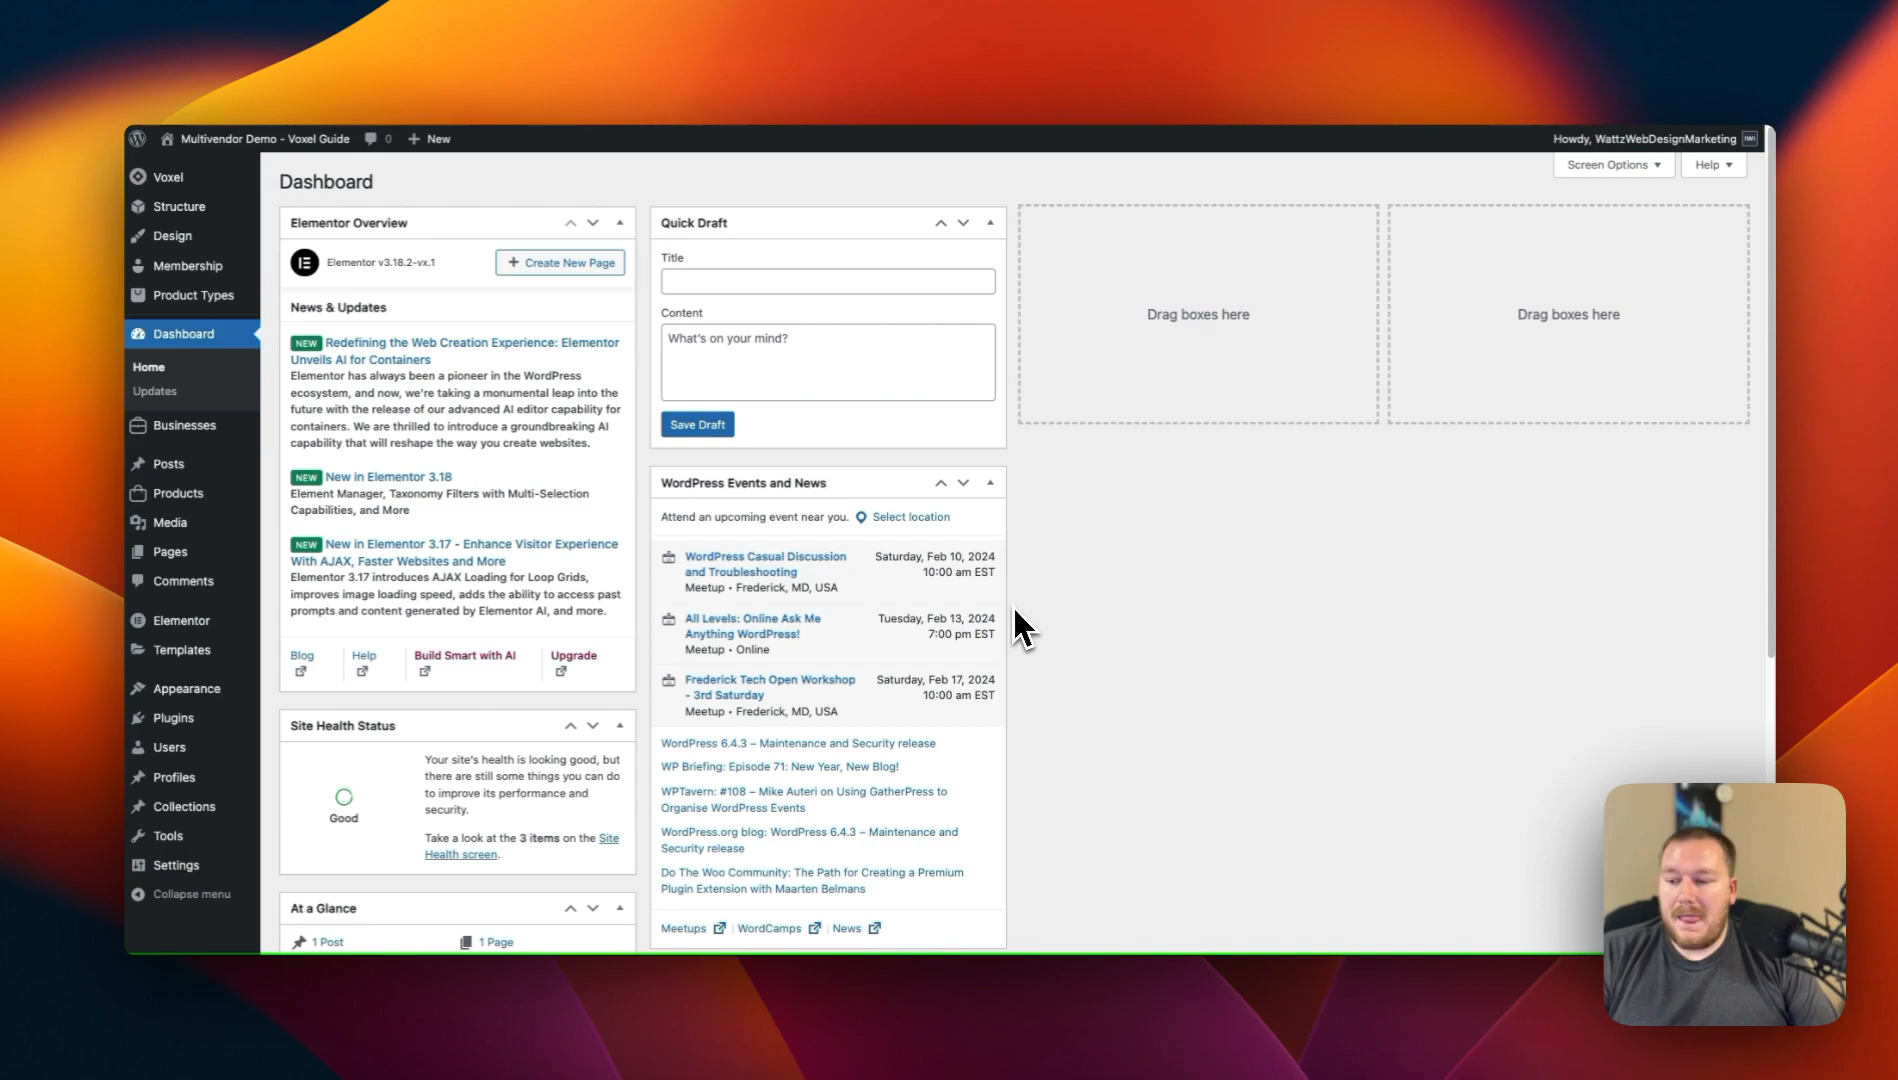 Multivendor Demo - Voxel Guide
0
New
Howdy, WattzWebDesignMarketing
Screen Options
Help
Voxel
Structure
Design
Membership
Product Types
Dashboard
Home
Updates
Businesses
Posts
Products
Media
Pages
Comments
Elementor
Templates
Appearance
Plugins
Users
Profiles
Collections
Tools
Settings
Collapse menu
Dashboard
Elementor Overview
Elementor v3.18.2-vx.1
Create New Page
News & Updates
NEW Redefining the Web Creation Experience: Elementor
Unveils AI for Containers
Elementor has always been a pioneer in the WordPress
ecosystem, and now, we're taking a monumental leap into the
future with the release of our advanced AI editor capability for
containers. We are thrilled to introduce a groundbreaking AI
capability that will reshape the way you create websites.
NEW New in Elementor 3.18
Element Manager, Taxonomy Filters with Multi-Selection
Capabilities, and More
NEW New in Elementor 3.17 - Enhance Visitor Experience
With AJAX, Faster Websites and More
Elementor 3.17 introduces AJAX Loading for Loop Grids,
improves image loading speed, adds the ability to access past
prompts and content generated by Elementor AI, and more.
Blog
Help
Build Smart with AI
Upgrade
Site Health Status
Good
Your site's health is looking good, but
there are still some things you can do
to improve its performance and
security.
Take a look at the 3 items on the Site
Health screen.
At a Glance
1 Post
1 Page
Quick Draft
Title
Content
What's on your mind?
Save Draft
WordPress Events and News
Attend an upcoming event near you. Select location
WordPress Casual Discussion
and Troubleshooting
Meetup • Frederick, MD, USA
Saturday, Feb 10, 2024
10:00 am EST
All Levels: Online Ask Me
Anything WordPress!
Meetup • Online
Tuesday, Feb 13, 2024
7:00 pm EST
Frederick Tech Open Workshop
- 3rd Saturday
Meetup • Frederick, MD, USA
Saturday, Feb 17, 2024
10:00 am EST
WordPress 6.4.3 – Maintenance and Security release
WP Briefing: Episode 71: New Year, New Blog!
WPTavern: #108 – Mike Auteri on Using GatherPress to
Organise WordPress Events
WordPress.org blog: WordPress 6.4.3 – Maintenance and
Security release
Do The Woo Community: The Path for Creating a Premium
Plugin Extension with Maarten Belmans
Meetups | WordCamps | News
Drag boxes here
Drag boxes here